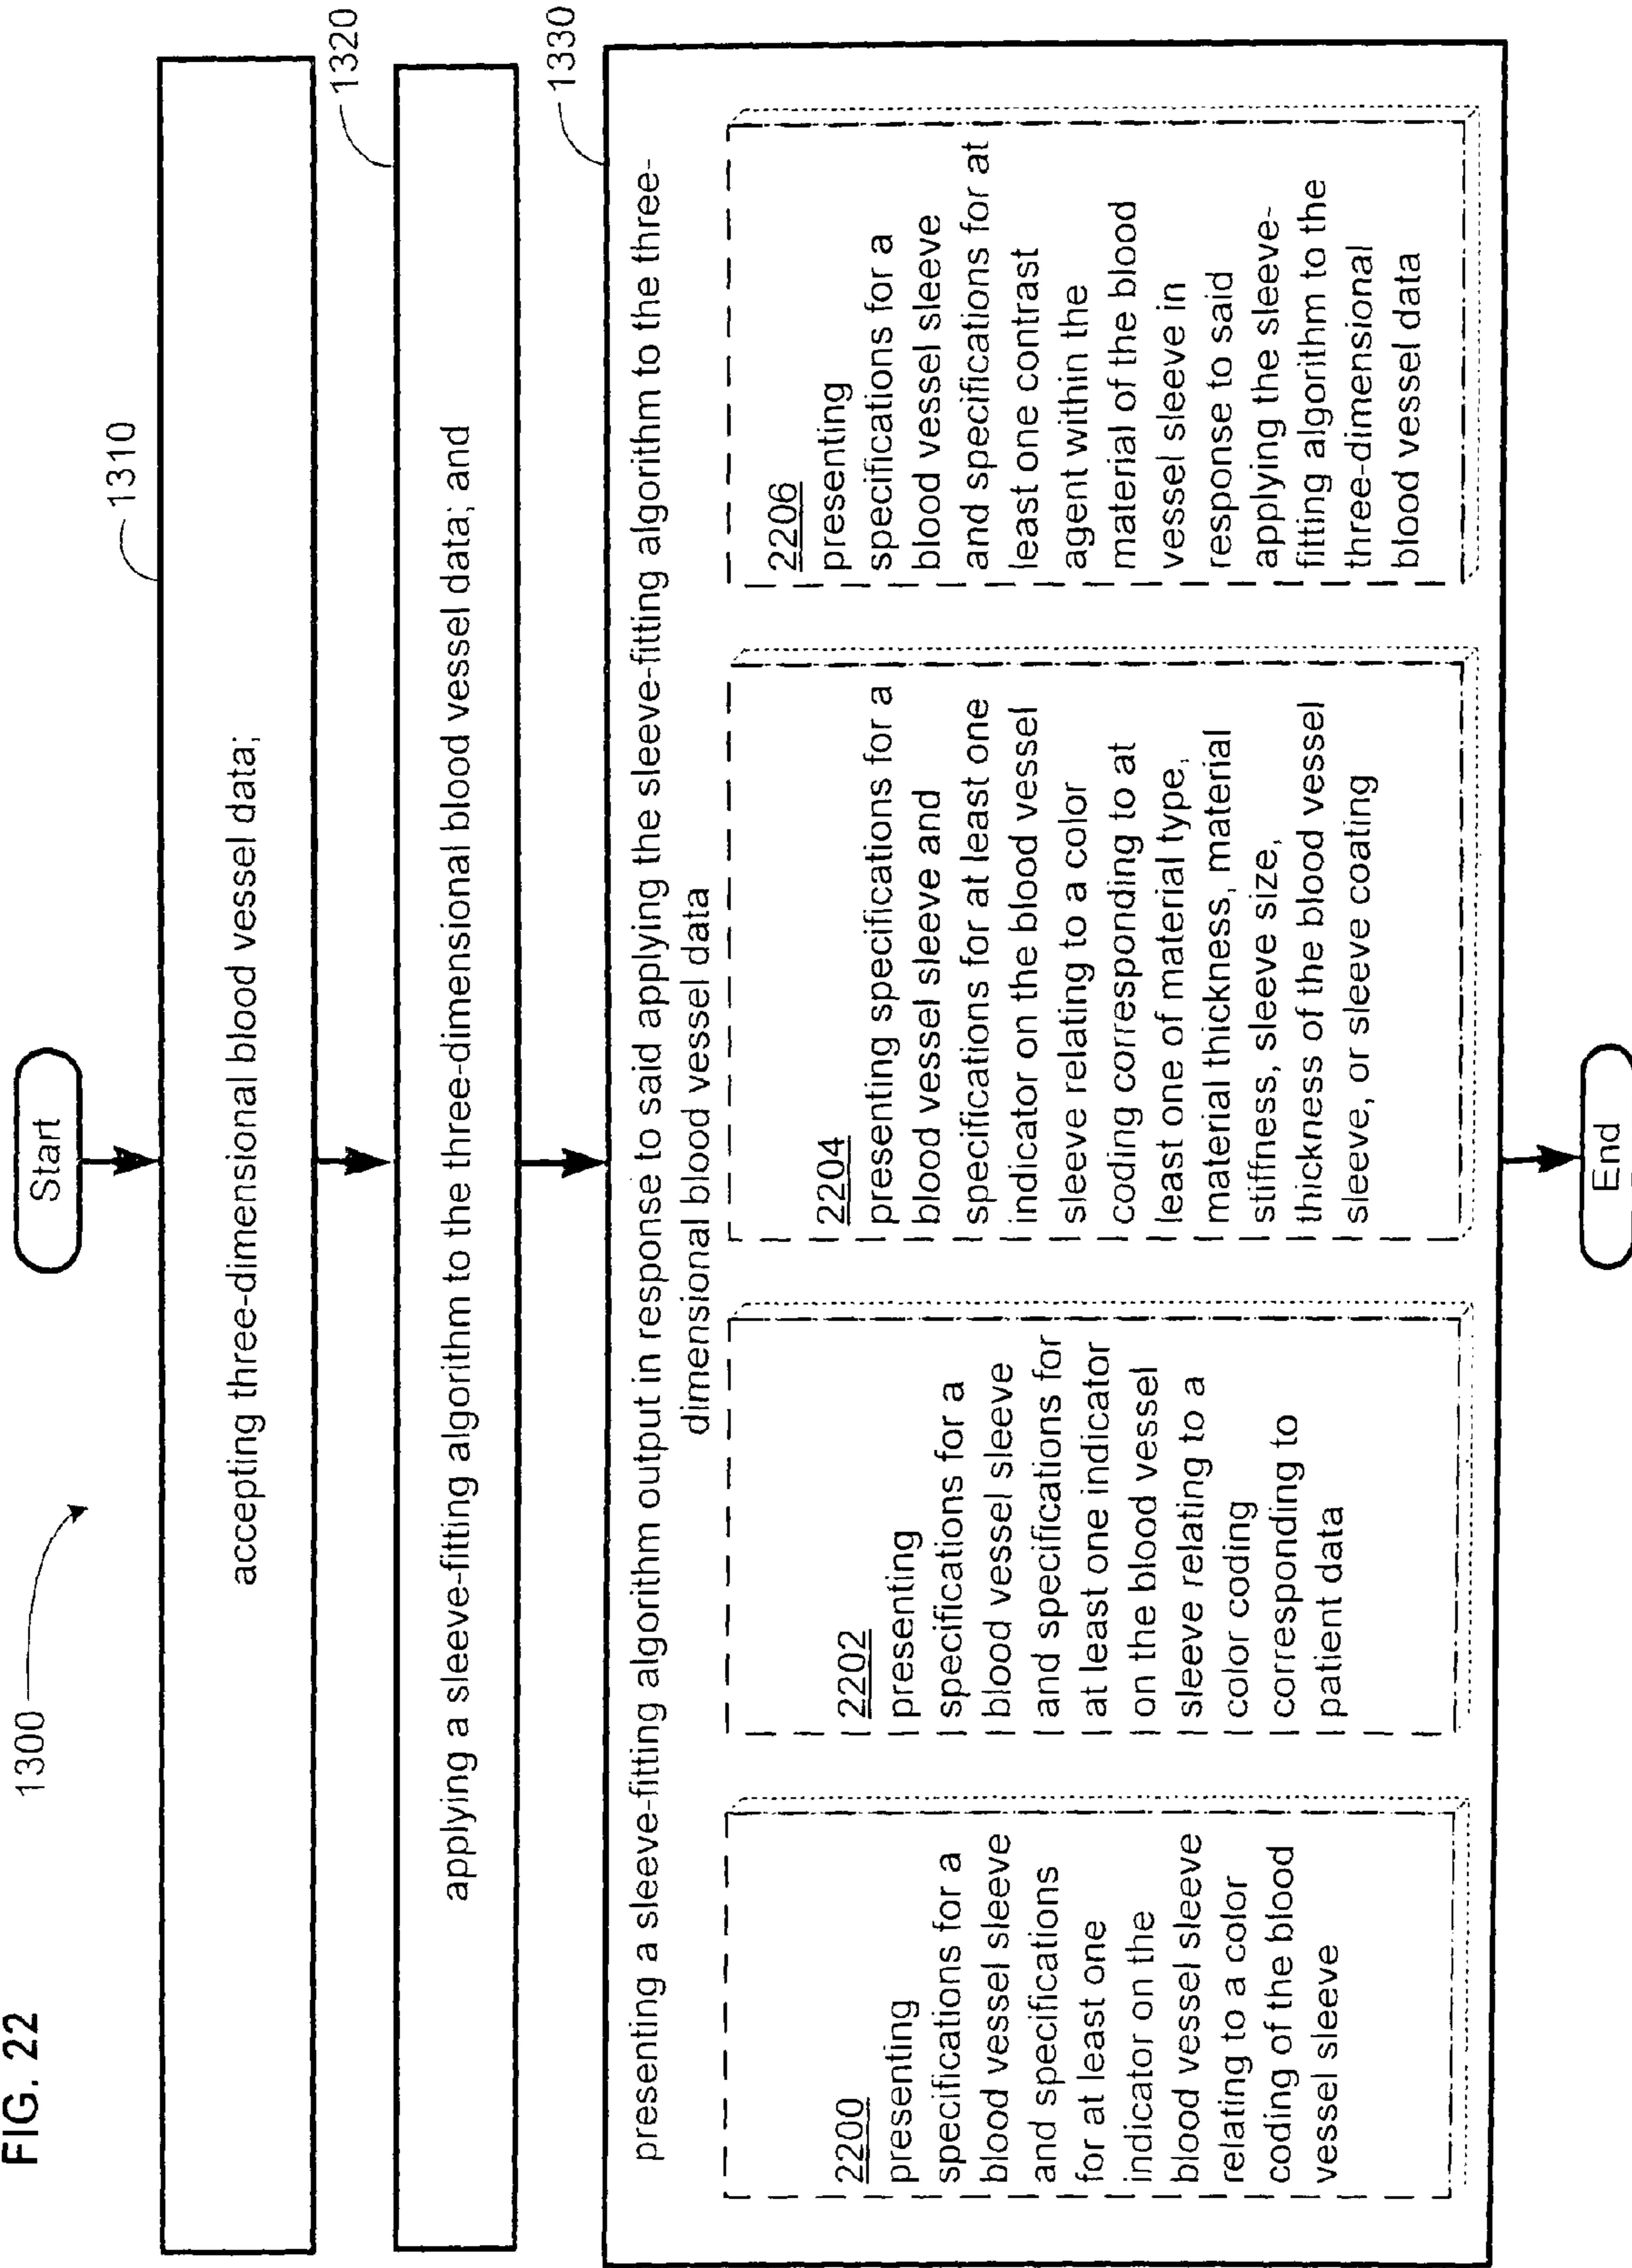 FIG. 22
1300
Start
1310
accepting three-dimensional blood vessel data;
1320
applying a sleeve-fitting algorithm to the three-dimensional blood vessel data; and
1330
presenting a sleeve-fitting algorithm output in response to said applying the sleeve-fitting algorithm to the three-
dimensional blood vessel data
2200
presenting
specifications for a
blood vessel sleeve
and specifications
for at least one
indicator on the
blood vessel sleeve
relating to a color
coding of the blood
vessel sleeve
2202
presenting
specifications for a
blood vessel sleeve
and specifications for
at least one indicator
on the blood vessel
sleeve relating to a
color coding
corresponding to
patient data
2204
presenting specifications for a
blood vessel sleeve and
specifications for at least one
indicator on the blood vessel
sleeve relating to a color
coding corresponding to at
least one of material type,
material thickness, material
stiffness, sleeve size,
thickness of the blood vessel
sleeve, or sleeve coating
2206
presenting
specifications for a
blood vessel sleeve
and specifications for at
least one contrast
agent within the
material of the blood
vessel sleeve in
response to said
applying the sleeve-
fitting algorithm to the
three-dimensional
blood vessel data
End